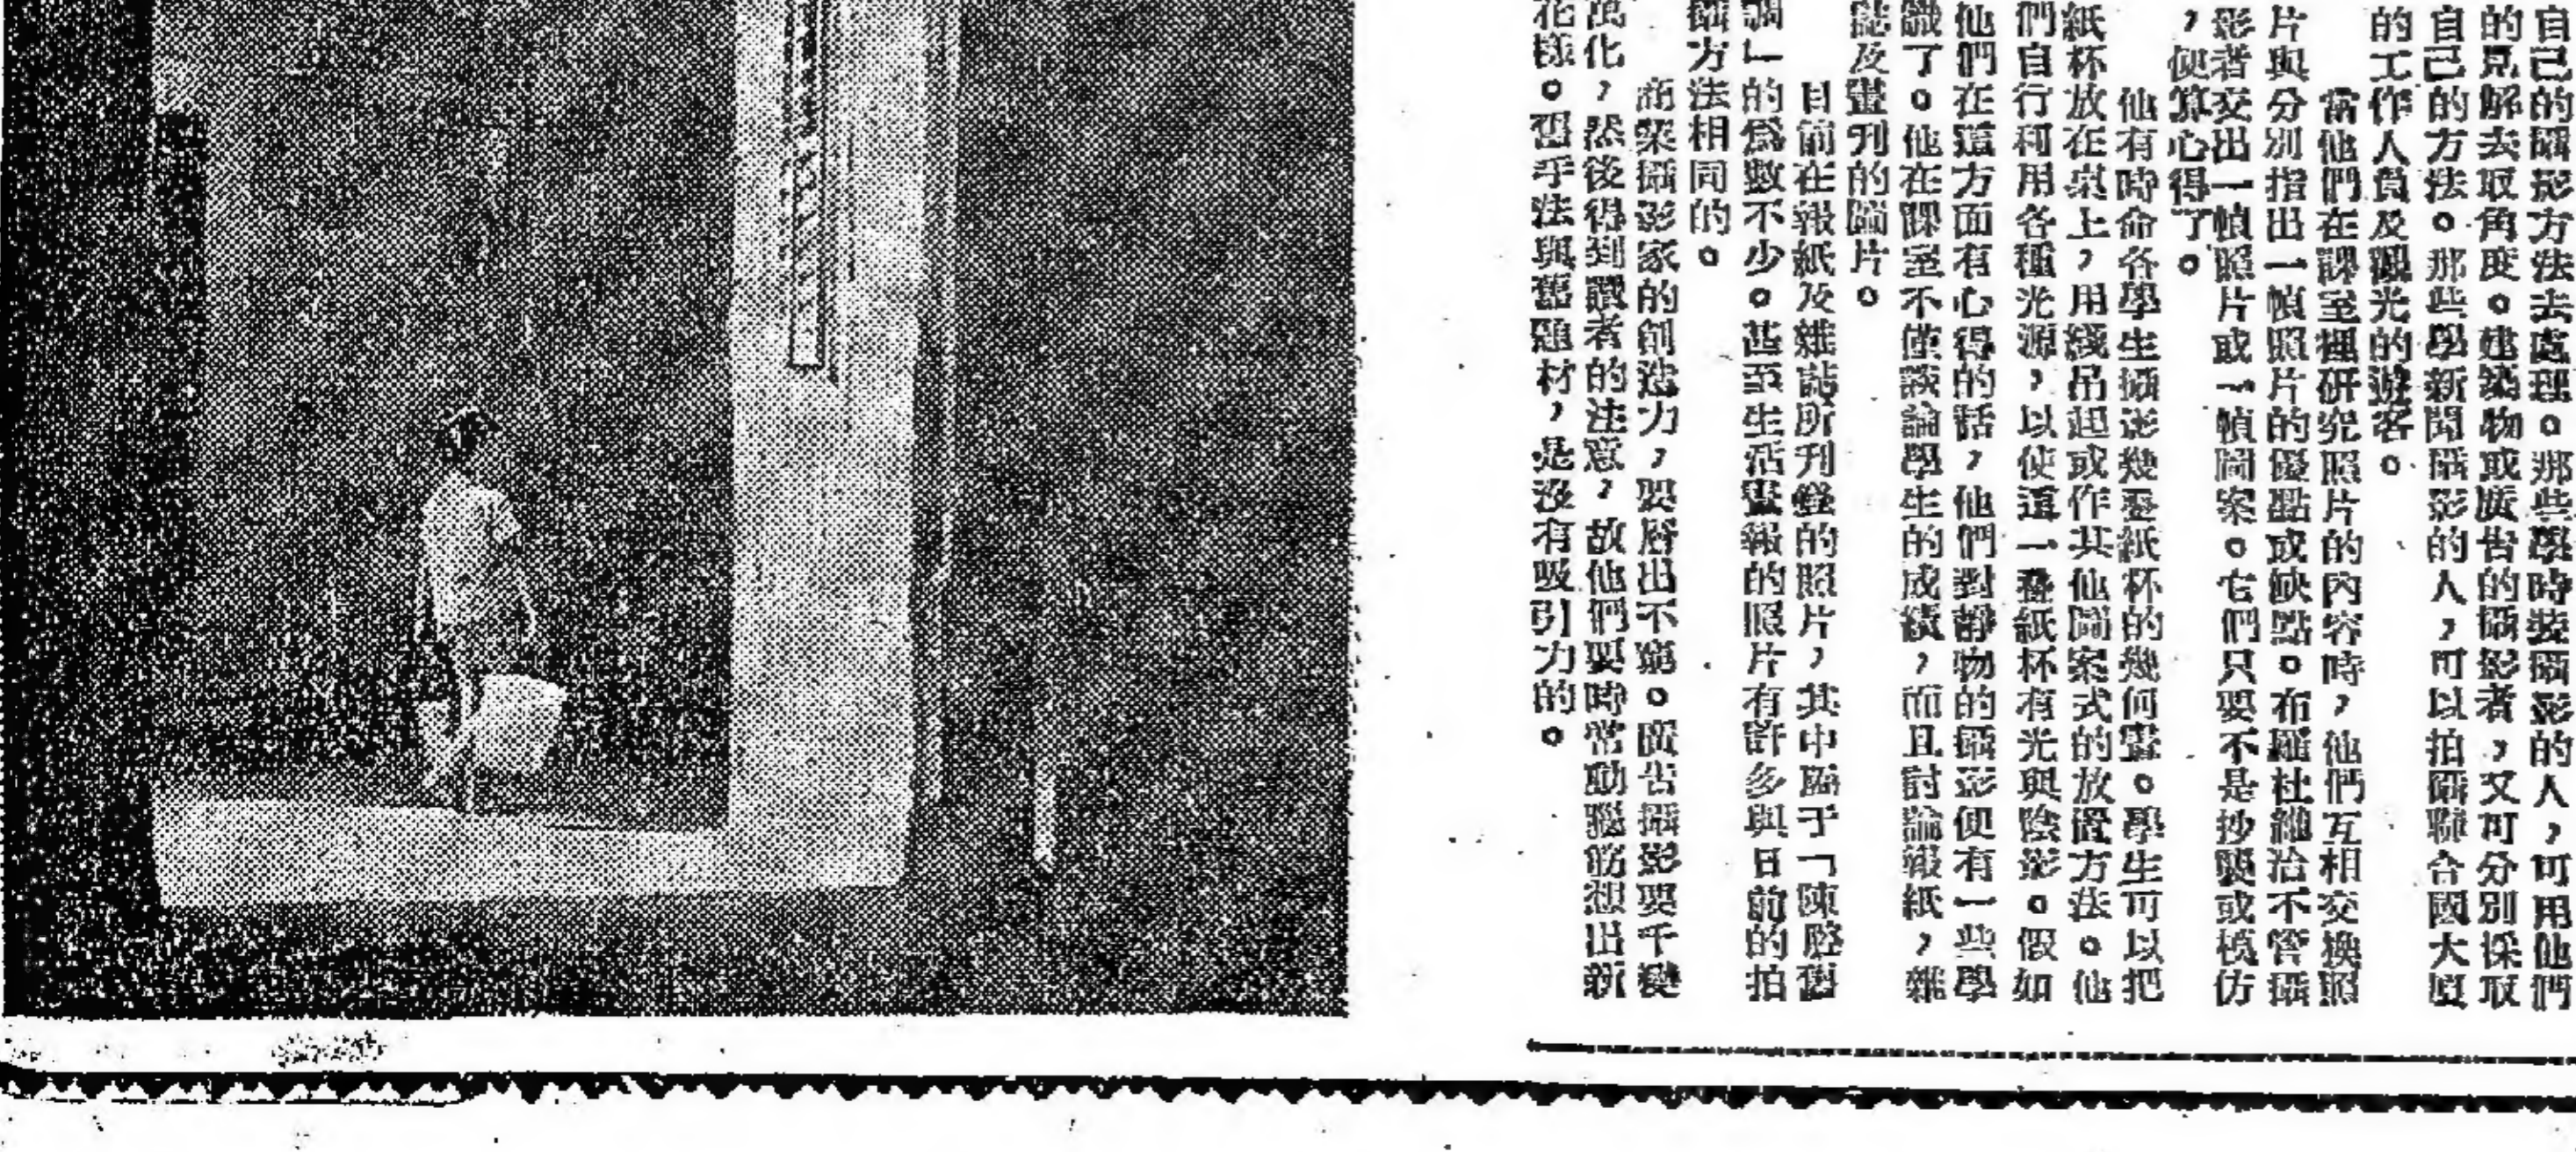 自己的攝影方法去處理。那些學時裝攝影的人，可用他們
的見解去取角度。建築物或廣告的攝影者，又可分別採取
自己的方法。那些學新聞攝影的人，可以拍攝聯合國大廈
的工作人員及觀光的遊客。
當他們在課室裡研究照片的內容時，他們互相交換照
片與分別指出一幀照片的優點或缺點。布羅杜維治不管攝
影者交出一幀照片或一幀圖案。它們只要不是抄襲或模仿
，便算心得了。
他有時命各學生攝影幾疊紙杯的幾何畫。學生可以把
紙杯放在桌上，用綫吊起或作其他圖案式的放置方法。他
們自行利用各種光源，以使這一叠紙杯有光與陰影。假如
他們在這方面有心得的話，他們對靜物的攝影便有一些學
識了。他在課室不僅談論學生的成績，而且討論報紙，雜
誌及畫刊的圖片。
目前在報紙及雜誌所刊登的照片，其中屬于「陳腔舊
調」的為數不少。甚至生活畫報的照片有許多與日前的拍
攝方法相同的。
商業攝影家的創造力，要層出不窮。廣告攝影要千變
萬化，然後得到讀者的注意，故他們要時常動腦筋想出新
花樣。舊手法與舊題材，是沒有吸引力的。